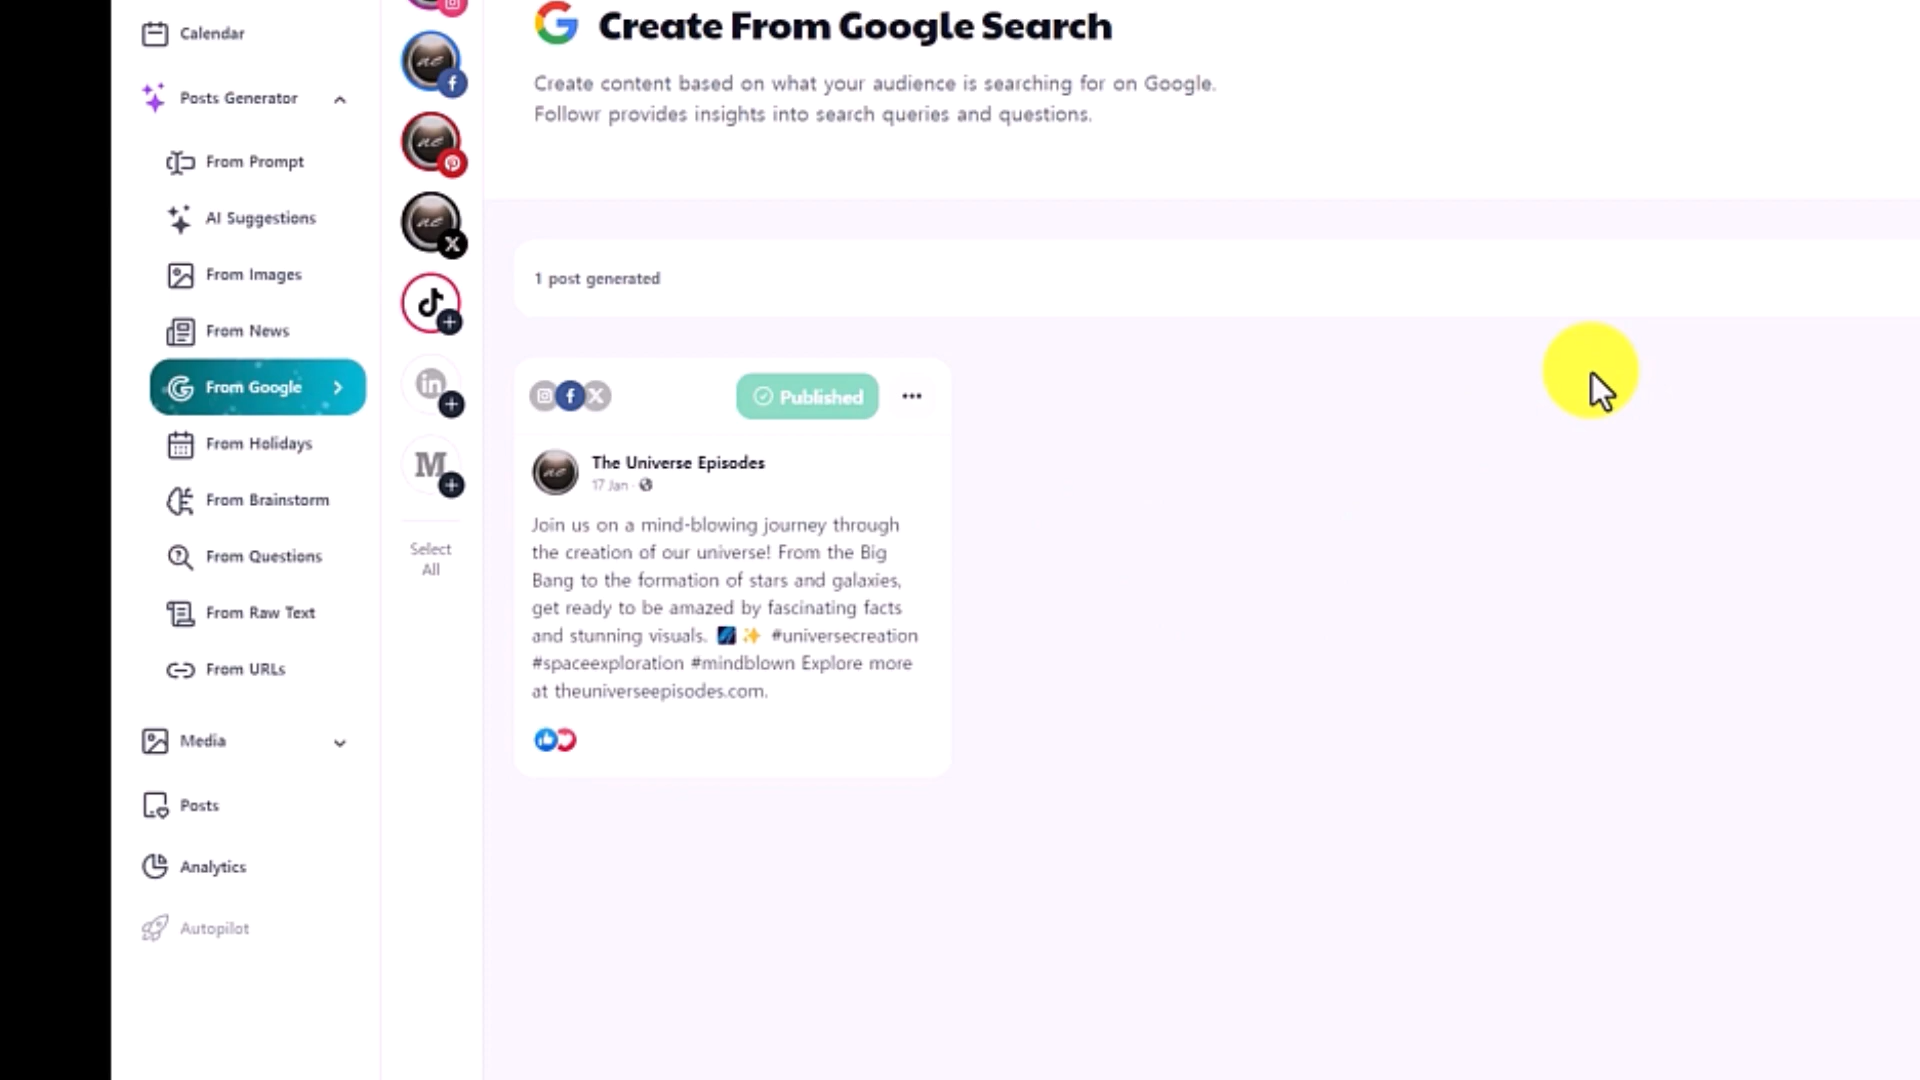 Calendar
Posts Generator
From Prompt
AI Suggestions
From Images
From News
From Google
From Holidays
From Brainstorm
From Questions
From Raw Text
From URLs
Media
Posts
Analytics
Autopilot
Select
All
Create From Google Search
Create content based on what your audience is searching for on Google.
Followr provides insights into search queries and questions.
1 post generated
Published
The Universe Episodes
17 Jan ·
Join us on a mind-blowing journey through
the creation of our universe! From the Big
Bang to the formation of stars and galaxies,
get ready to be amazed by fascinating facts
and stunning visuals. 🌌 ✨ #universecreation
#spaceexploration #mindblown Explore more
at theuniverseepisodes.com.